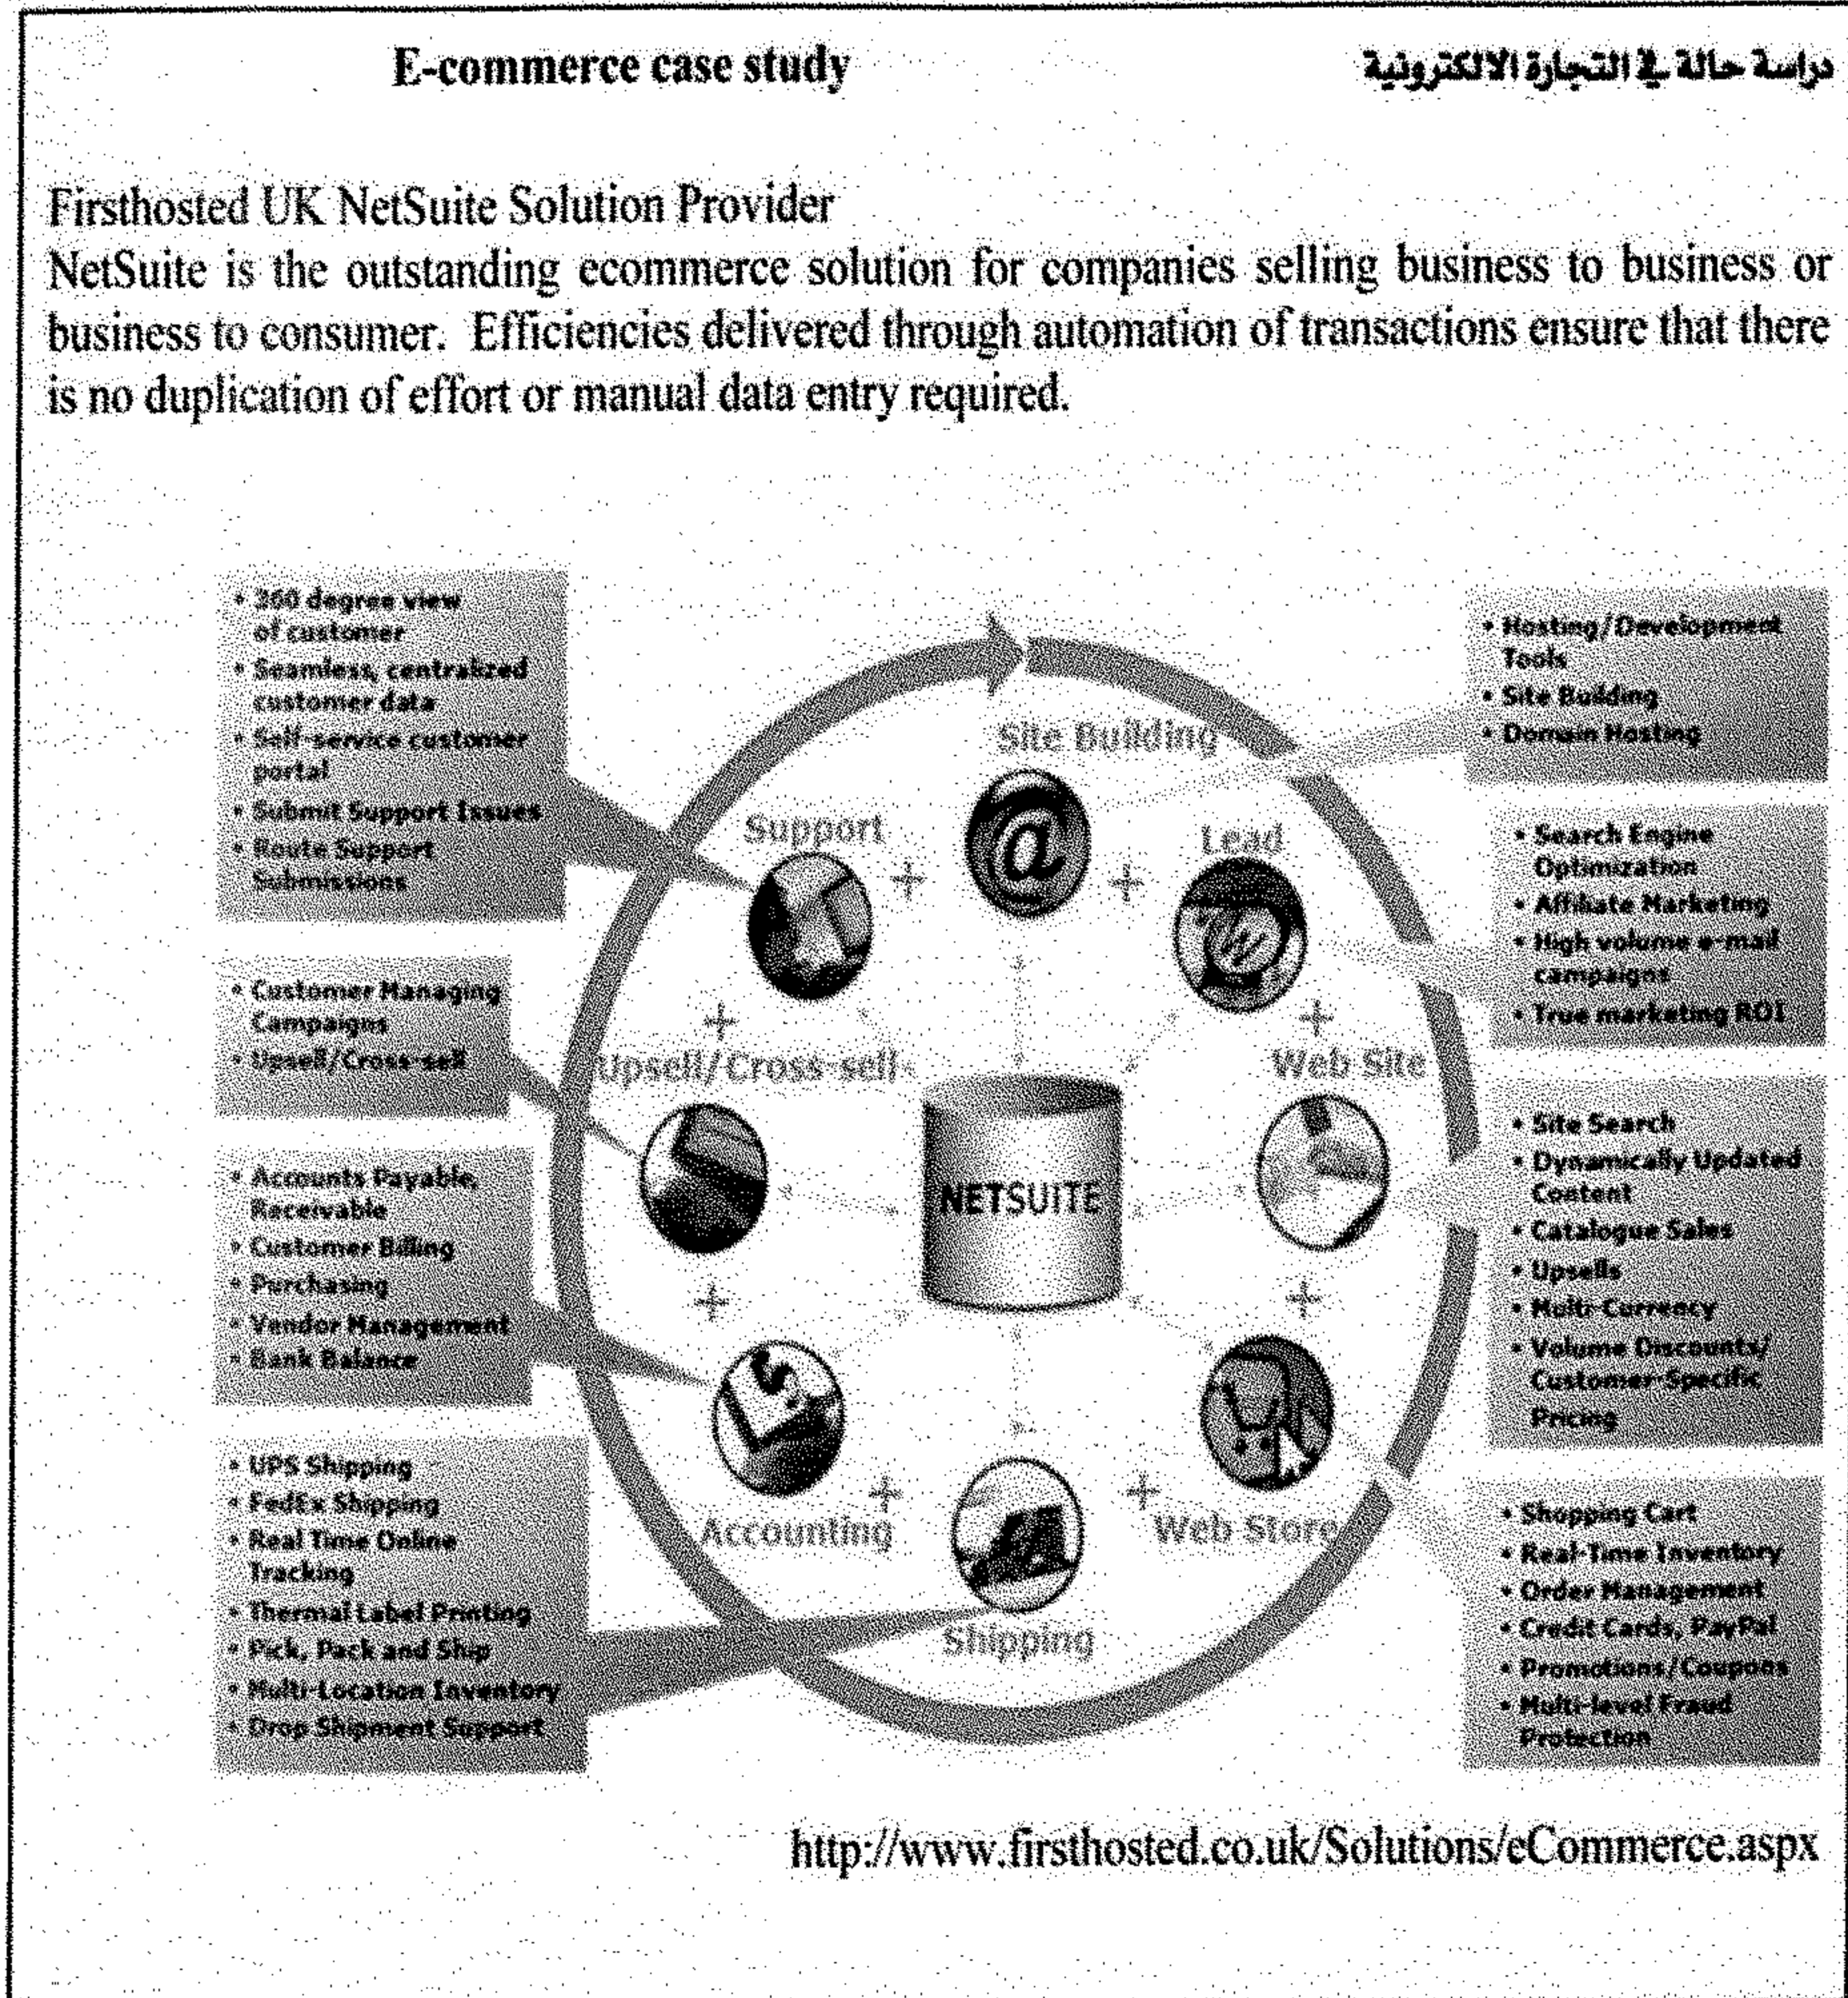 E-commerce case study
دراسة حالة في التجارة الالكترونية
Firsthosted UK NetSuite Solution Provider
NetSuite is the outstanding ecommerce solution for companies selling business to business or
business to consumer. Efficiencies delivered through automation of transactions ensure that there
is no duplication of effort or manual data entry required.
• 360 degree view
of customer
• Seamless, centralized
customer data
• Self-service customer
portal
• Submit Support Issues
• Route Support
Submissions
• Customer Managing
Campaigns
• Upsell/Cross-sell
• Accounts Payable,
Receivable
• Customer Billing
• Purchasing
• Vendor Management
• Bank Balance
• UPS Shipping
• FedEx Shipping
• Real Time Online
Tracking
• Thermal Label Printing
• Pick, Pack and Ship
• Multi-Location Inventory
• Drop Shipment Support
Site Building
@
Support
+
+
Lead
+
+
Upsell/Cross-sell
Web Site
NETSUITE
+
+
Accounting
+
+
Web Store
Shipping
• Hosting/Development
Tools
• Site Building
• Domain Hosting
• Search Engine
Optimization
• Affiliate Marketing
• High volume e-mail
campaigns
• True marketing ROI
• Site Search
• Dynamically Updated
Content
• Catalogue Sales
• Upsells
• Multi-Currency
• Volume Discounts/
Customer-Specific
Pricing
• Shopping Cart
• Real-Time Inventory
• Order Management
• Credit Cards, PayPal
• Promotions/Coupons
• Multi-level Fraud
Protection
http://www.firsthosted.co.uk/Solutions/eCommerce.aspx